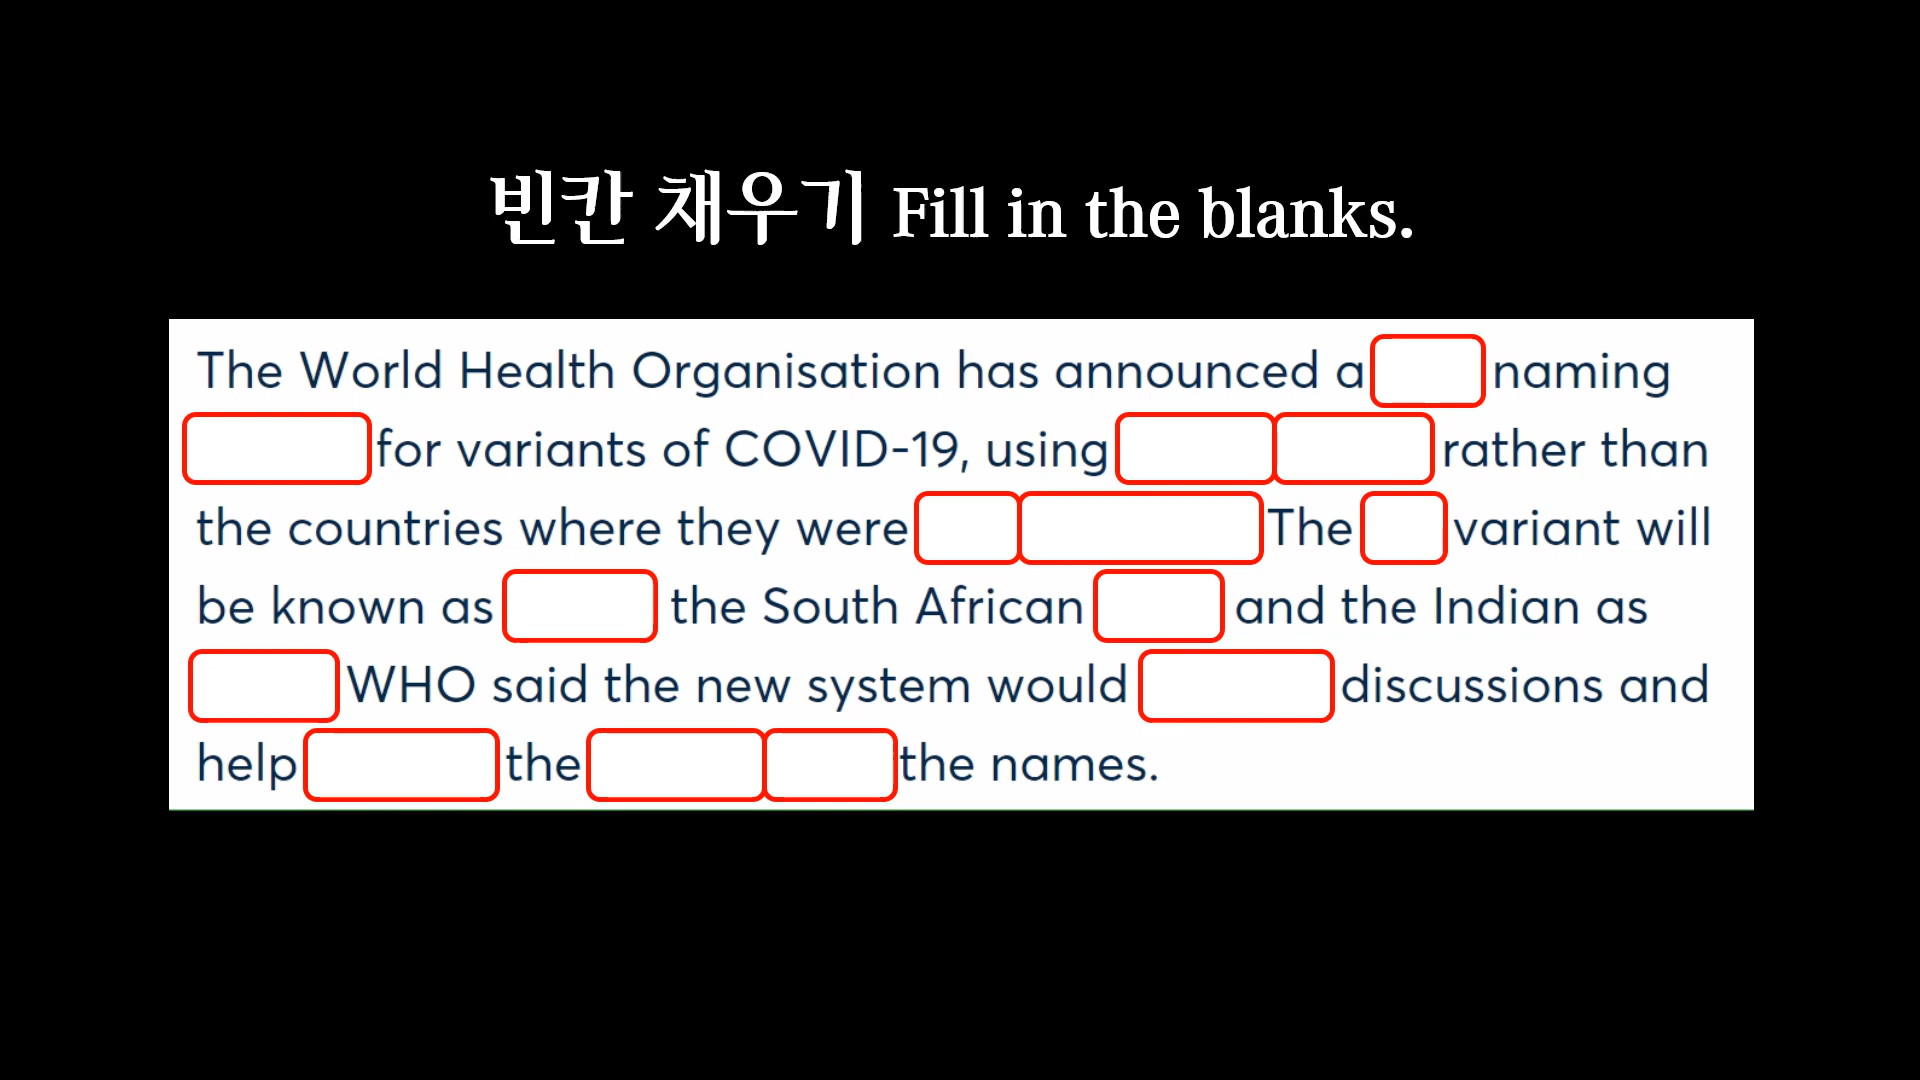 빈칸 채우기 Fill in the blanks.
The World Health Organisation has announced a naming
for variants of COVID-19, using rather than
the countries where they were The variant will
be known as the South African and the Indian as
WHO said the new system would discussions and
help the the names.